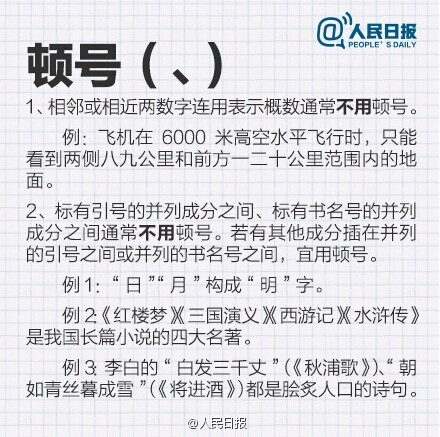 @人民日报
PEOPLE'S DAILY
顿号（、）
1、相邻或相近两数字连用表示概数通常不用顿号。
例：飞机在 6000 米高空水平飞行时，只能
看到两侧八九公里和前方一二十公里范围内的地
面。
2、标有引号的并列成分之间、标有书名号的并列
成分之间通常不用顿号。若有其他成分插在并列
的引号之间或并列的书名号之间，宜用顿号。
例1：“日”“月”构成“明”字。
例2:《红楼梦》《三国演义》《西游记》《水浒传》
是我国长篇小说的四大名著。
例3: 李白的“白发三千丈”（《秋浦歌》）、“朝
如青丝暮成雪”（《将进酒》）都是脍炙人口的诗句。
@人民日报